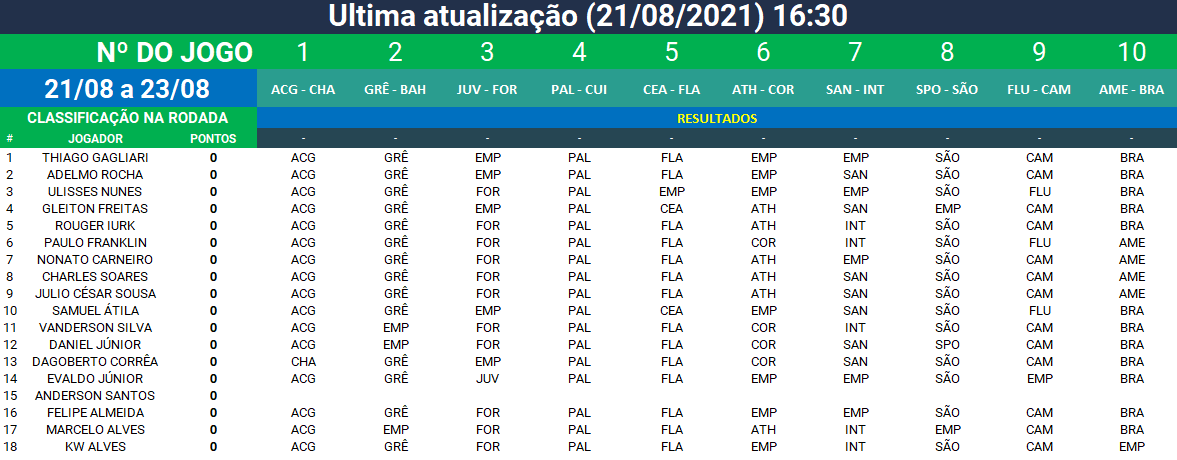 Ultima atualização (21/08/2021) 16:30
Nº DO JOGO 1 2 3 4 5 6 7 8 9 10
21/08 a 23/08 ACG - CHA GRÊ - BAH JUV - FOR PAL - CUI CEA - FLA ATH - COR SAN - INT SPO - SÃO FLU - CAM AME - BRA
CLASSIFICAÇÃO NA RODADA RESULTADOS
# JOGADOR PONTOS - - - - - - - - - -
1 THIAGO GAGLIARI 0 ACG GRÊ EMP PAL FLA EMP EMP SÃO CAM BRA
2 ADELMO ROCHA 0 ACG GRÊ EMP PAL FLA EMP SAN SÃO CAM BRA
3 ULISSES NUNES 0 ACG GRÊ FOR PAL EMP EMP EMP SÃO FLU BRA
4 GLEITON FREITAS 0 ACG GRÊ EMP PAL CEA ATH SAN EMP CAM BRA
5 ROUGER IURK 0 ACG GRÊ FOR PAL FLA ATH INT SÃO CAM BRA
6 PAULO FRANKLIN 0 ACG GRÊ FOR PAL FLA COR INT SÃO FLU AME
7 NONATO CARNEIRO 0 ACG GRÊ FOR PAL FLA ATH EMP SÃO CAM AME
8 CHARLES SOARES 0 ACG GRÊ FOR PAL FLA ATH SAN SÃO CAM AME
9 JULIO CÉSAR SOUSA 0 ACG GRÊ FOR PAL FLA ATH SAN SÃO CAM AME
10 SAMUEL ÁTILA 0 ACG GRÊ EMP PAL CEA EMP SAN SÃO FLU BRA
11 VANDERSON SILVA 0 ACG EMP FOR PAL FLA COR INT SÃO CAM BRA
12 DANIEL JÚNIOR 0 ACG EMP FOR PAL FLA COR SAN SPO CAM BRA
13 DAGOBERTO CORRÊA 0 CHA GRÊ EMP PAL FLA COR SAN SÃO CAM BRA
14 EVALDO JÚNIOR 0 ACG GRÊ JUV PAL FLA EMP EMP SÃO EMP BRA
15 ANDERSON SANTOS 0
16 FELIPE ALMEIDA 0 ACG GRÊ FOR PAL FLA EMP EMP SÃO CAM BRA
17 MARCELO ALVES 0 ACG EMP FOR PAL FLA ATH INT EMP CAM BRA
18 KW ALVES 0 ACG GRÊ FOR PAL FLA EMP INT SÃO CAM EMP